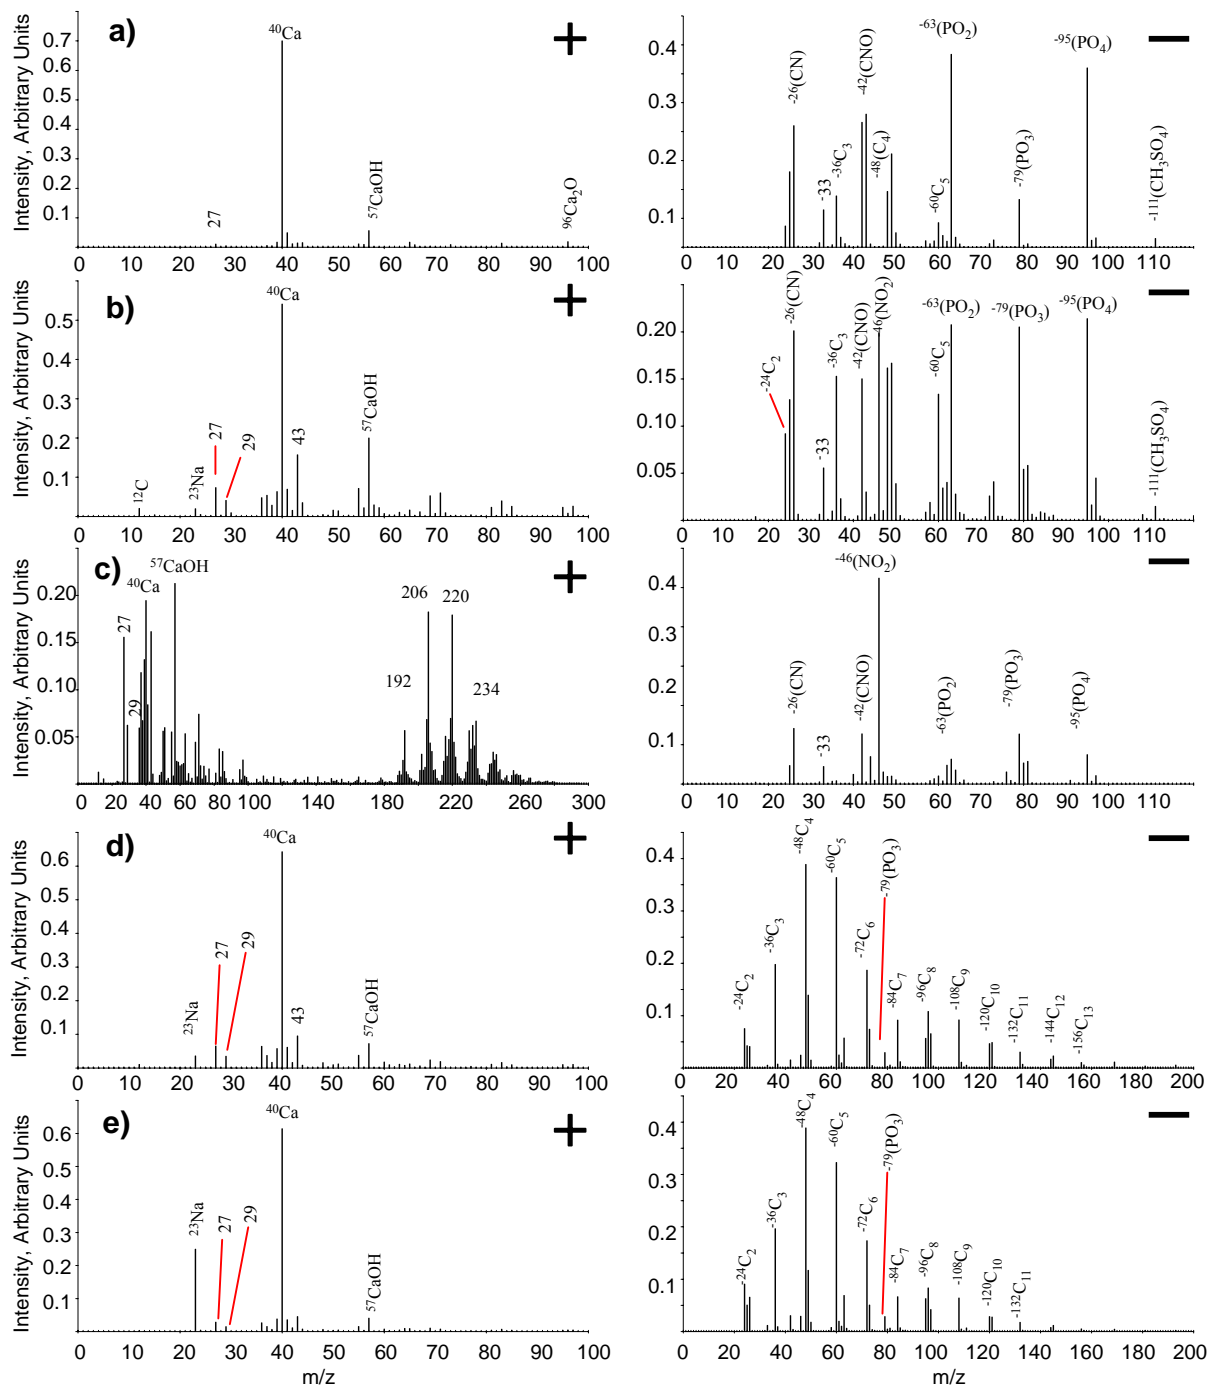 a)
+
Intensity, Arbitrary Units
0.7
0.6
0.5
0.4
0.3
0.2
0.1
27
⁴⁰Ca
⁵⁷CaOH
⁹⁶Ca₂O
0 10 20 30 40 50 60 70 80 90 100
−
0.4
0.3
0.2
0.1
-26(CN)
-33
-36C₃
-42(CNO)
-48(C₄)
-60C₅
-63(PO₂)
-79(PO₃)
-95(PO₄)
-111(CH₃SO₄)
0 10 20 30 40 50 60 70 80 90 100
b)
+
Intensity, Arbitrary Units
0.5
0.4
0.3
0.2
0.1
¹²C
²³Na
27
29
⁴⁰Ca
43
⁵⁷CaOH
0 10 20 30 40 50 60 70 80 90 100
−
0.20
0.15
0.10
0.05
-24C₂
-26(CN)
-33
-36C₃
-42(CNO)
-46(NO₂)
-60C₅
-63(PO₂)
-79(PO₃)
-95(PO₄)
-111(CH₃SO₄)
0 10 20 30 40 50 60 70 80 90 100
c)
+
Intensity, Arbitrary Units
0.20
0.15
0.10
0.05
27
29
⁴⁰Ca
⁵⁷CaOH
192
206
220
234
0 20 40 60 80 100 140 180 220 260 300
−
0.4
0.3
0.2
0.1
-26(CN)
-33
-42(CNO)
-46(NO₂)
-63(PO₂)
-79(PO₃)
-95(PO₄)
0 10 20 30 40 50 60 70 80 90 100 110
d)
+
Intensity, Arbitrary Units
0.6
0.5
0.4
0.3
0.2
0.1
²³Na
27
29
⁴⁰Ca
43
⁵⁷CaOH
0 10 20 30 40 50 60 70 80 90 100
−
0.4
0.3
0.2
0.1
-24C₂
-36C₃
-48C₄
-60C₅
-72C₆
-79(PO₃)
-84C₇
-96C₈
-108C₉
-120C₁₀
-132C₁₁
-144C₁₂
-156C₁₃
0 20 40 60 80 100 120 140 160 180 200
e)
+
Intensity, Arbitrary Units
0.6
0.5
0.4
0.3
0.2
0.1
²³Na
27
29
⁴⁰Ca
⁵⁷CaOH
0 10 20 30 40 50 60 70 80 90 100
m/z
−
0.4
0.3
0.2
0.1
-24C₂
-36C₃
-48C₄
-60C₅
-72C₆
-79(PO₃)
-84C₇
-96C₈
-108C₉
-120C₁₀
-132C₁₁
0 20 40 60 80 100 120 140 160 180 200
m/z